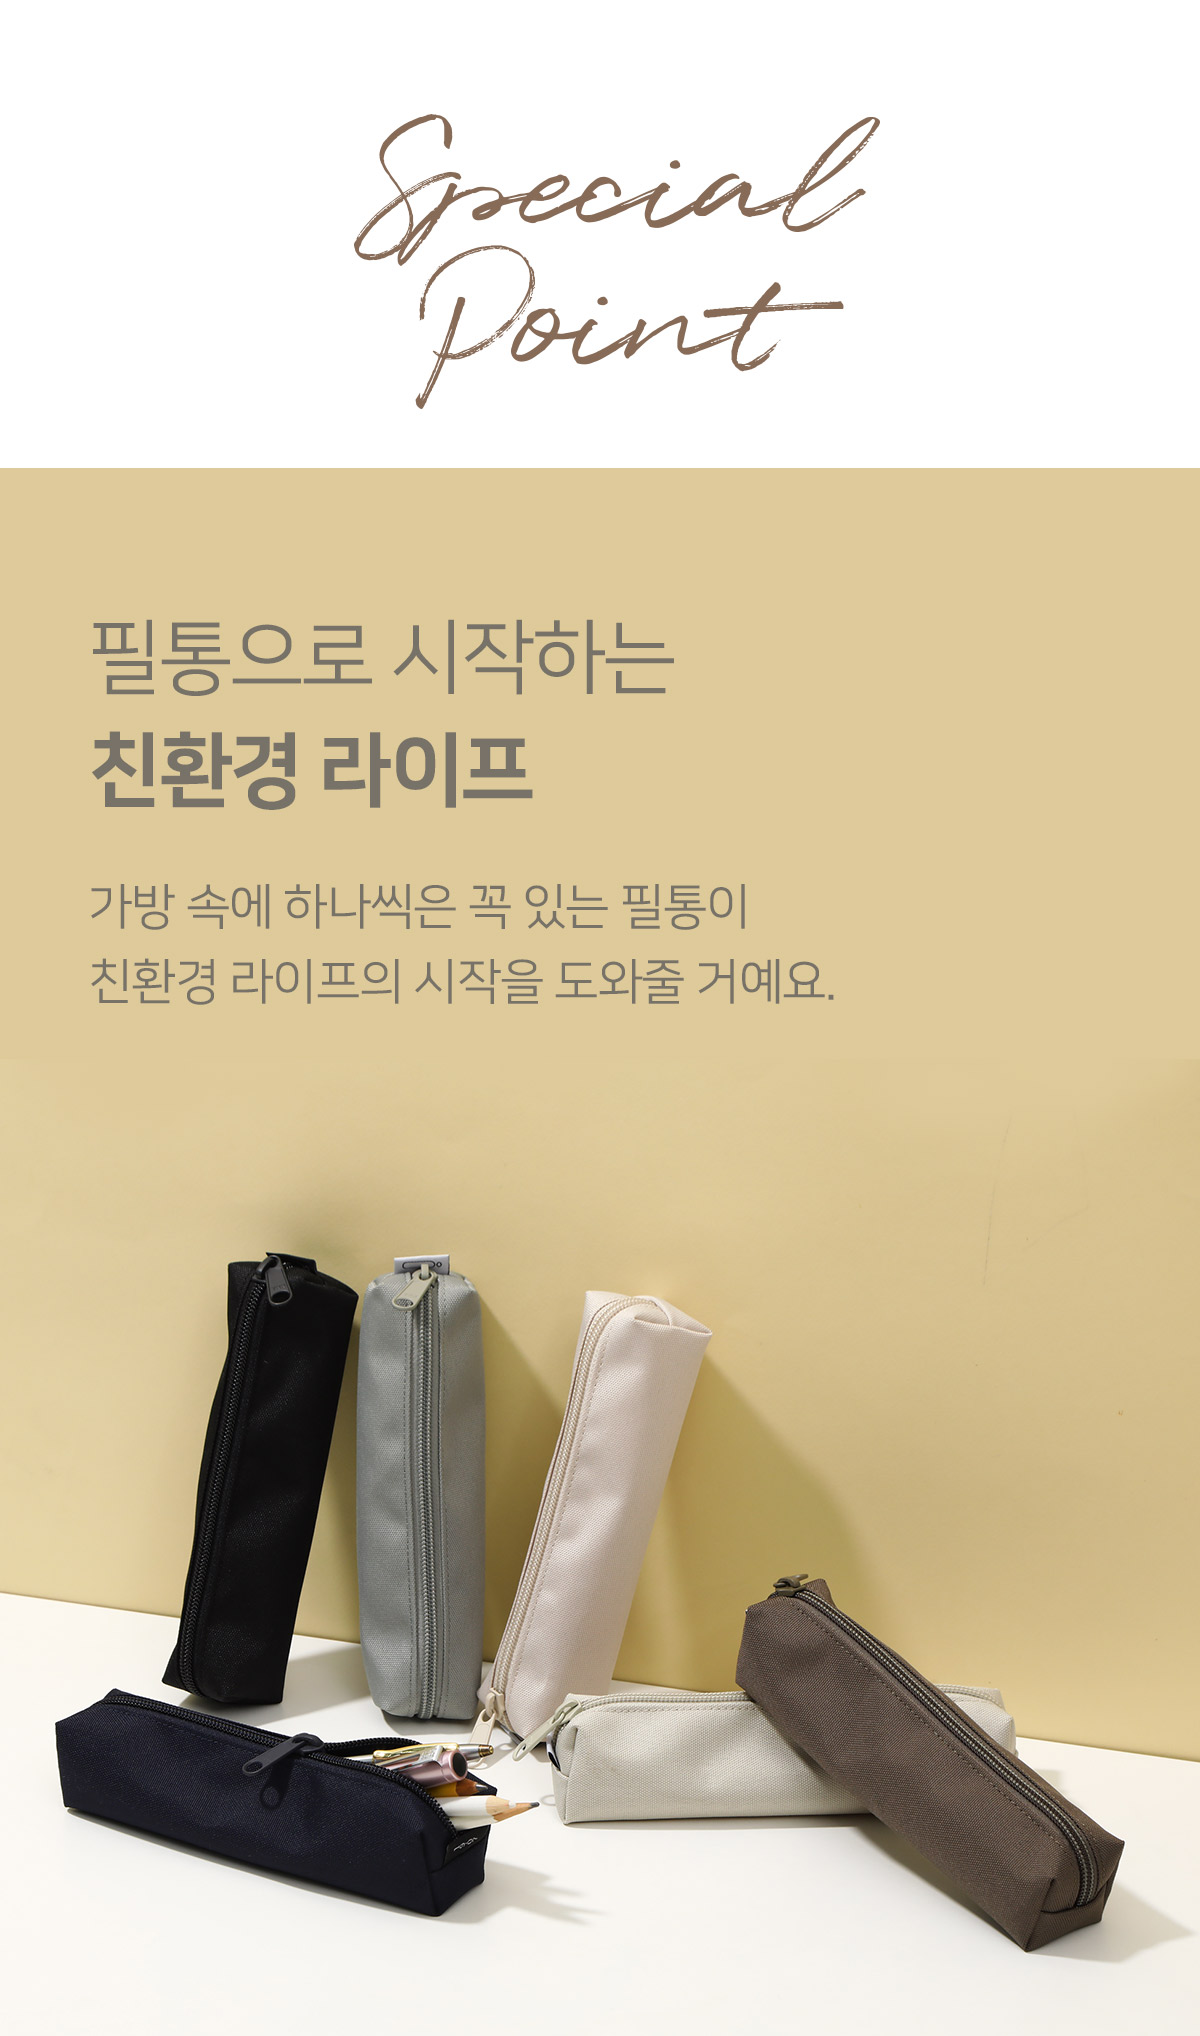 Special
Point
필통으로 시작하는
친환경 라이프
가방 속에 하나씩은 꼭 있는 필통이
친환경 라이프의 시작을 도와줄 거예요.